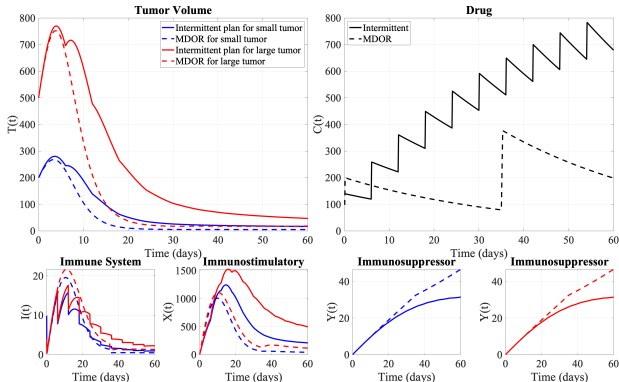 Tumor Volume
800
700
600
500
400
300
200
100
0
T(t)
Intermittent plan for small tumor
MDOR for small tumor
Intermittent plan for large tumor
MDOR for large tumor
0 10 20 30 40 50 60
Time (days)
Drug
800
700
600
500
400
300
200
100
0
C(t)
Intermittent
MDOR
0 10 20 30 40 50 60
Time (days)
Immune System
20
10
0
I(t)
0 20 40 60
Time (days)
Immunostimulatory
1500
1000
500
0
X(t)
0 20 40 60
Time (days)
Immunosuppressor
40
20
0
Y(t)
0 20 40 60
Time (days)
Immunosuppressor
40
20
0
Y(t)
0 20 40 60
Time (days)